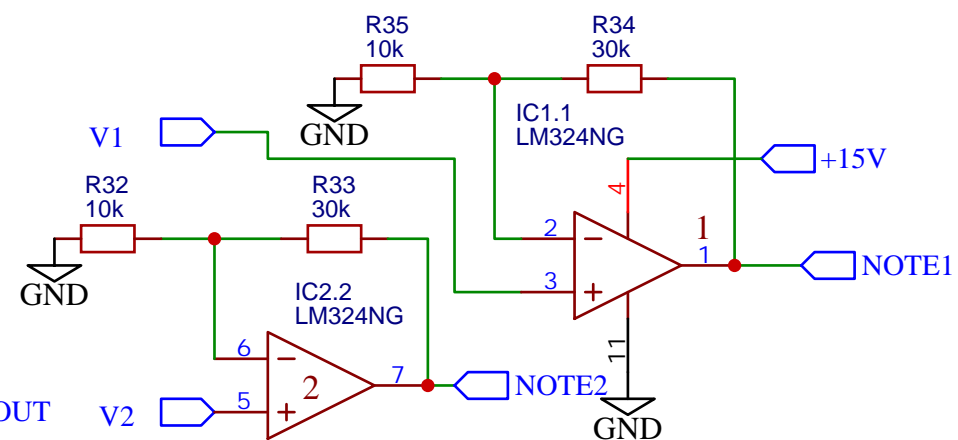 R35
10k
R34
30k
GND
IC1.1
LM324NG
V1
+15V
4
R32
10k
R33
30k
2
1
1
3
NOTE1
GND
IC2.2
LM324NG
11
6
7
2
NOTE2
5
OUT
V2
GND